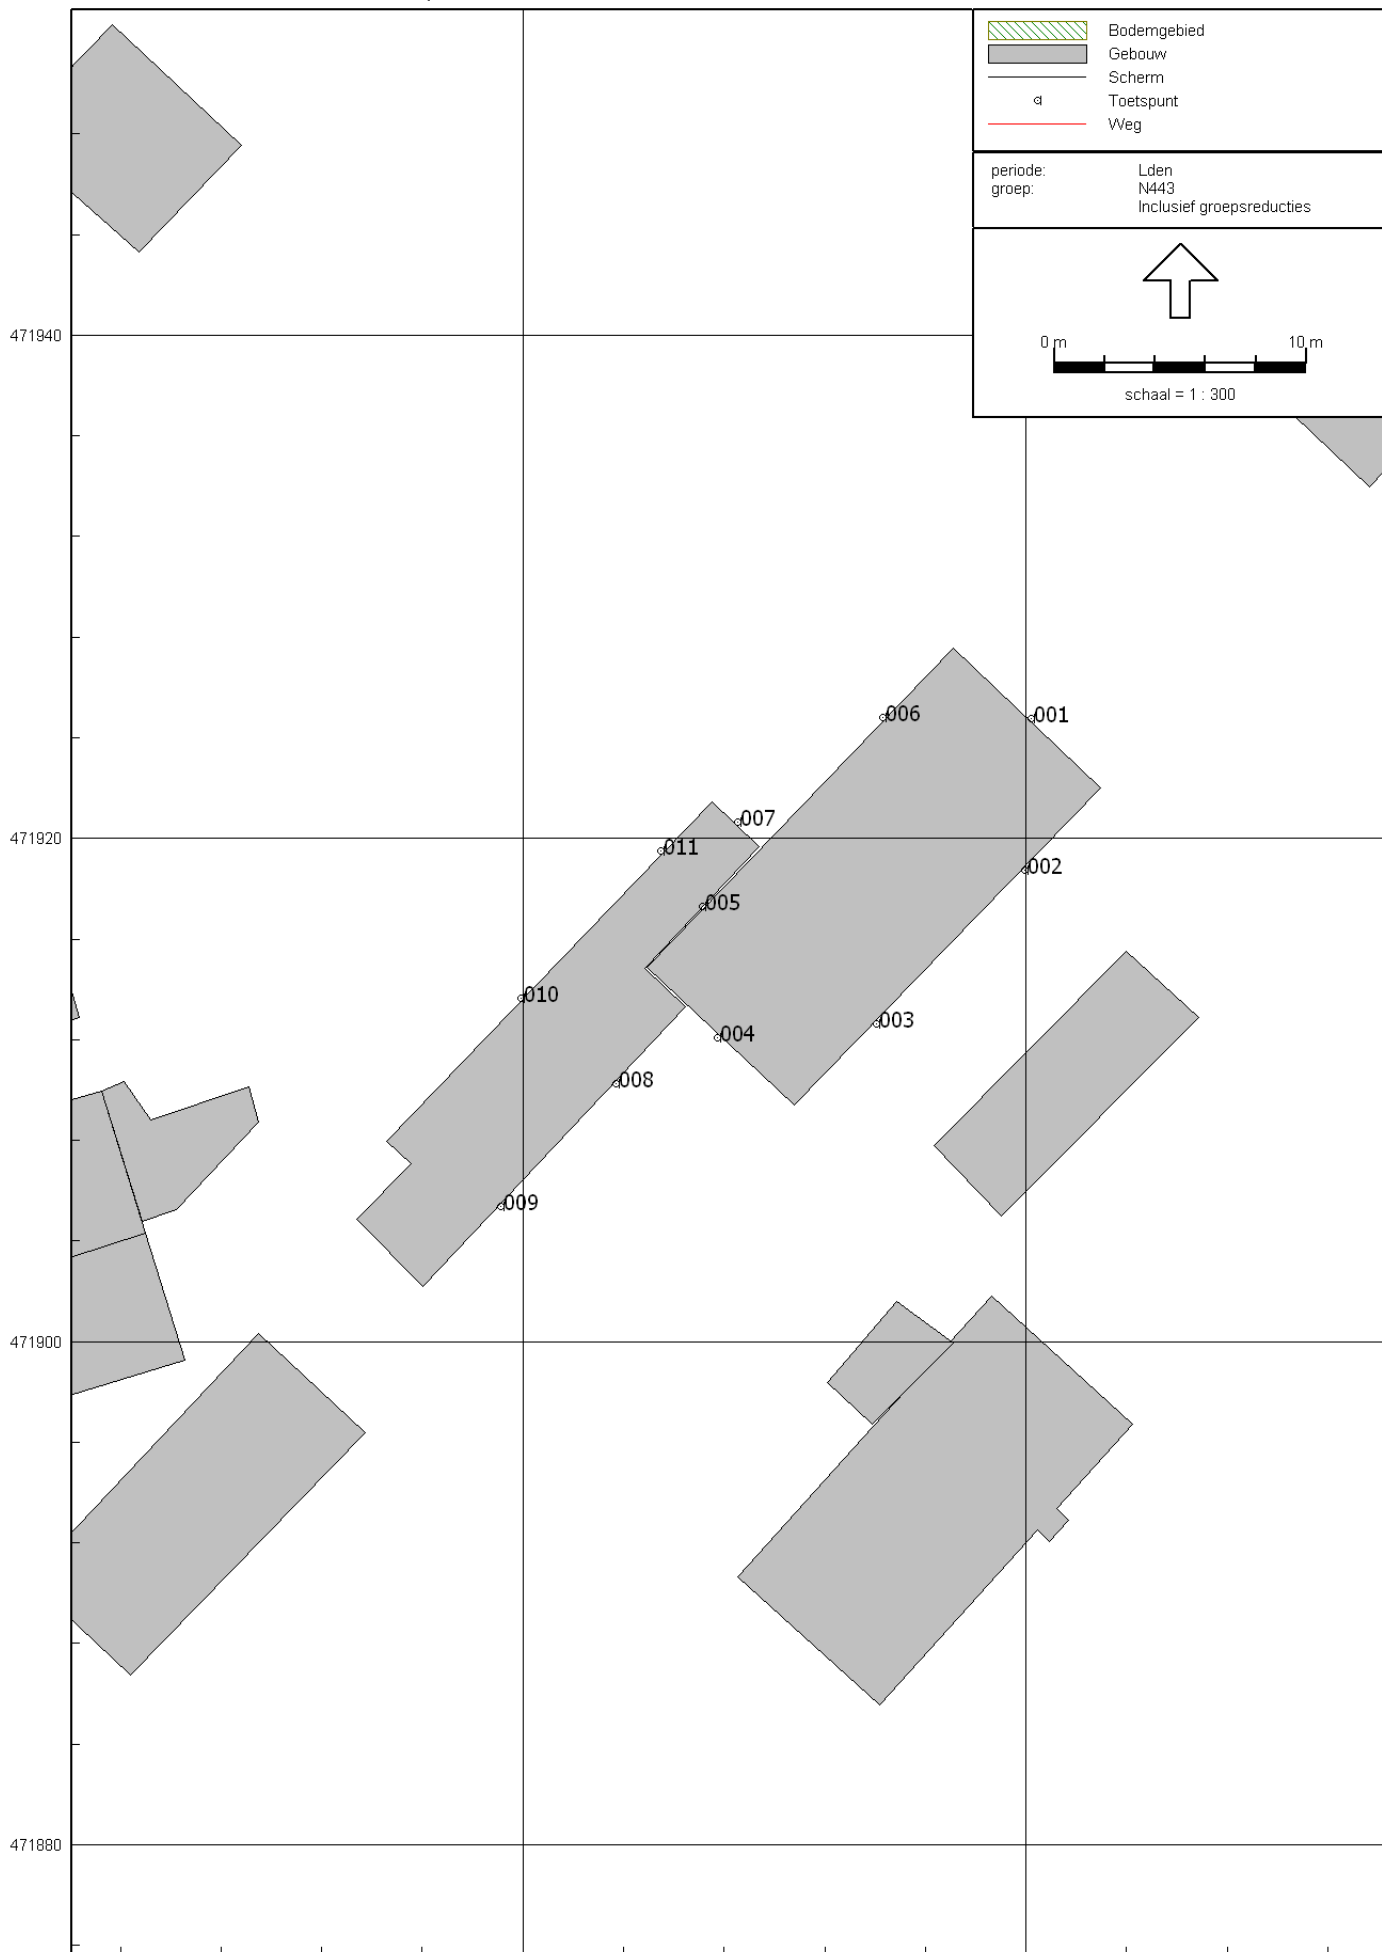 Bodemgebied
Gebouw
Scherm
Toetspunt
Weg
periode: Lden
groep: N443
Inclusief groepsreducties
0 m 10 m
schaal = 1 : 300
471940
006
001
007
471920
011
002
005
010
003
004
008
009
471900
471880